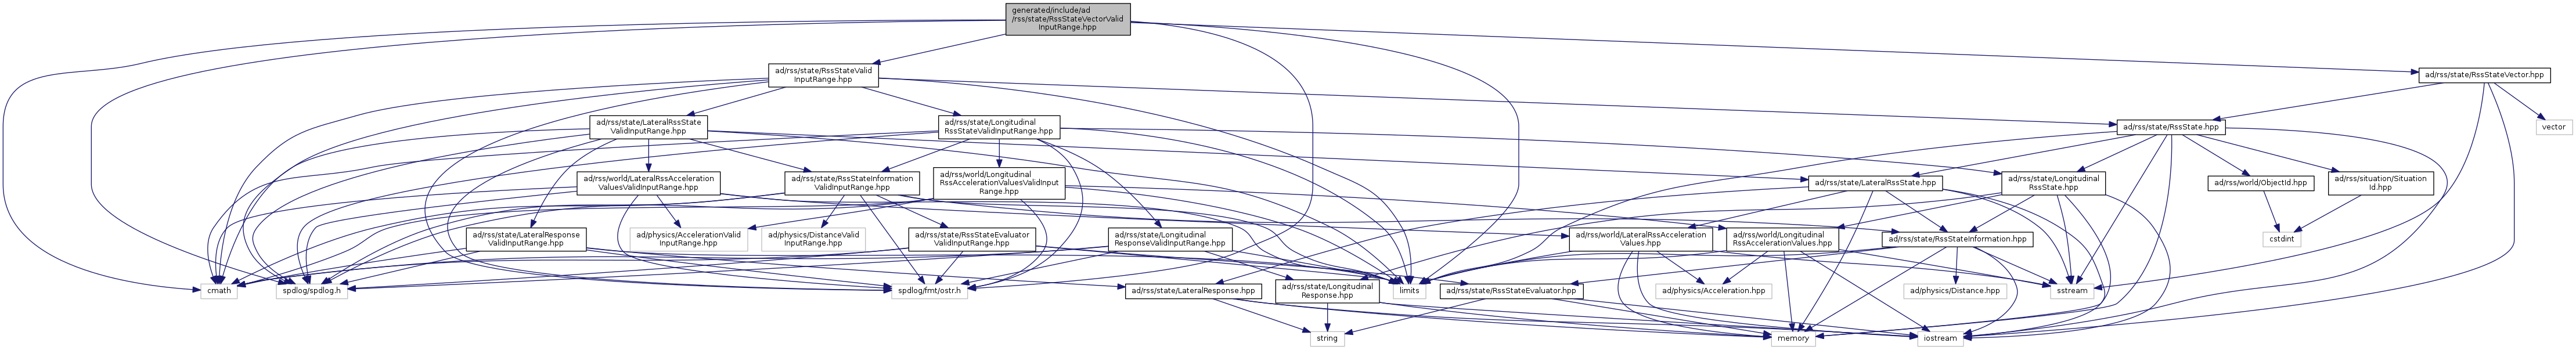 generated/include/ad
/rss/state/RssStateVectorValid
InputRange.hpp
ad/rss/state/RssStateValid
InputRange.hpp
ad/rss/state/RssStateVector.hpp
ad/rss/state/LateralRssState
ValidInputRange.hpp
ad/rss/state/Longitudinal
RssStateValidInputRange.hpp
ad/rss/state/RssState.hpp
vector
ad/rss/world/LateralRssAcceleration
ValuesValidInputRange.hpp
ad/rss/state/RssStateInformation
ValidInputRange.hpp
ad/rss/world/Longitudinal
RssAccelerationValuesValidInput
Range.hpp
ad/rss/state/LateralRssState.hpp
ad/rss/state/Longitudinal
RssState.hpp
ad/rss/world/ObjectId.hpp
ad/rss/situation/Situation
Id.hpp
ad/rss/state/LateralResponse
ValidInputRange.hpp
ad/physics/AccelerationValid
InputRange.hpp
ad/physics/DistanceValid
InputRange.hpp
ad/rss/state/RssStateEvaluator
ValidInputRange.hpp
ad/rss/state/Longitudinal
ResponseValidInputRange.hpp
ad/rss/world/LateralRssAcceleration
Values.hpp
ad/rss/world/Longitudinal
RssAccelerationValues.hpp
ad/rss/state/RssStateInformation.hpp
cstdint
cmath
spdlog/spdlog.h
spdlog/fmt/ostr.h
ad/rss/state/LateralResponse.hpp
ad/rss/state/Longitudinal
Response.hpp
limits
ad/rss/state/RssStateEvaluator.hpp
ad/physics/Acceleration.hpp
ad/physics/Distance.hpp
sstream
string
memory
iostream